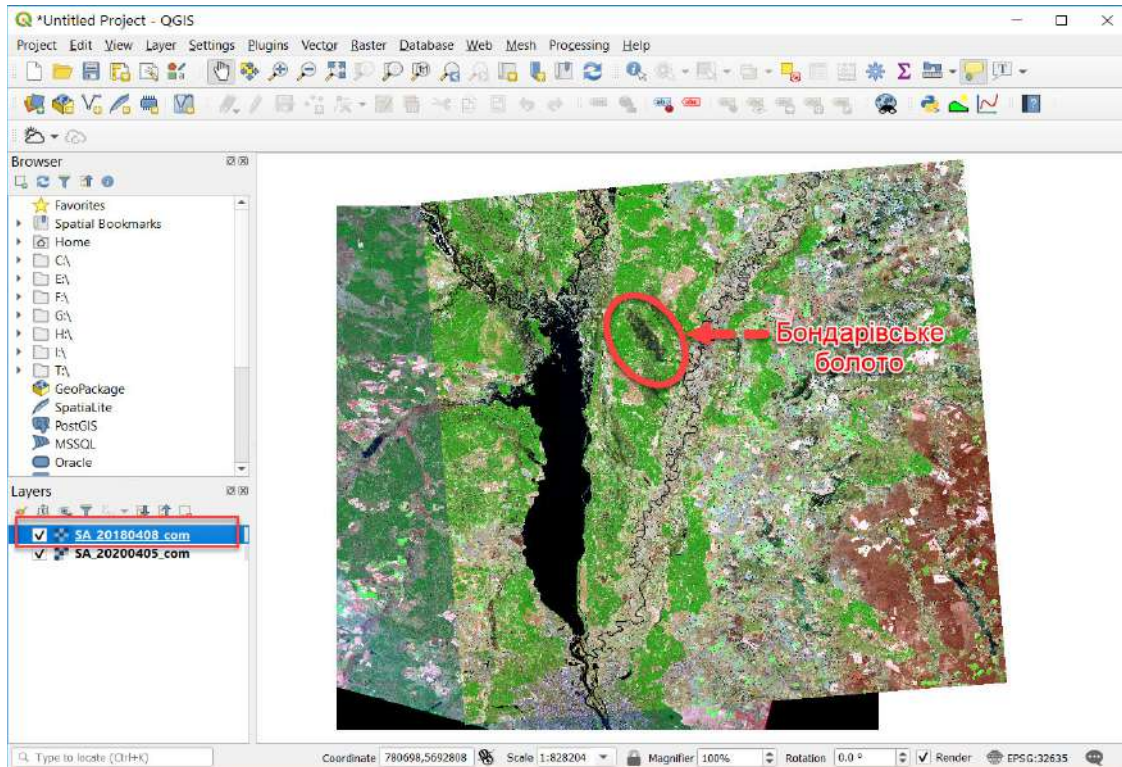 *Untitled Project - QGIS
Project Edit View Layer Settings Plugins Vector Raster Database Web Mesh Processing Help
Browser
Favorites
Spatial Bookmarks
Home
C:\
E:\
F:\
G:\
H:\
I:\
T:\
GeoPackage
SpatiaLite
PostGIS
MSSQL
Oracle
Layers
SA_20180408_com
SA_20200405_com
Бондарівське
болото
Type to locate (Ctrl+K)
Coordinate 780698,5692808 Scale 1:828204 Magnifier 100% Rotation 0.0 ° Render EPSG:32635